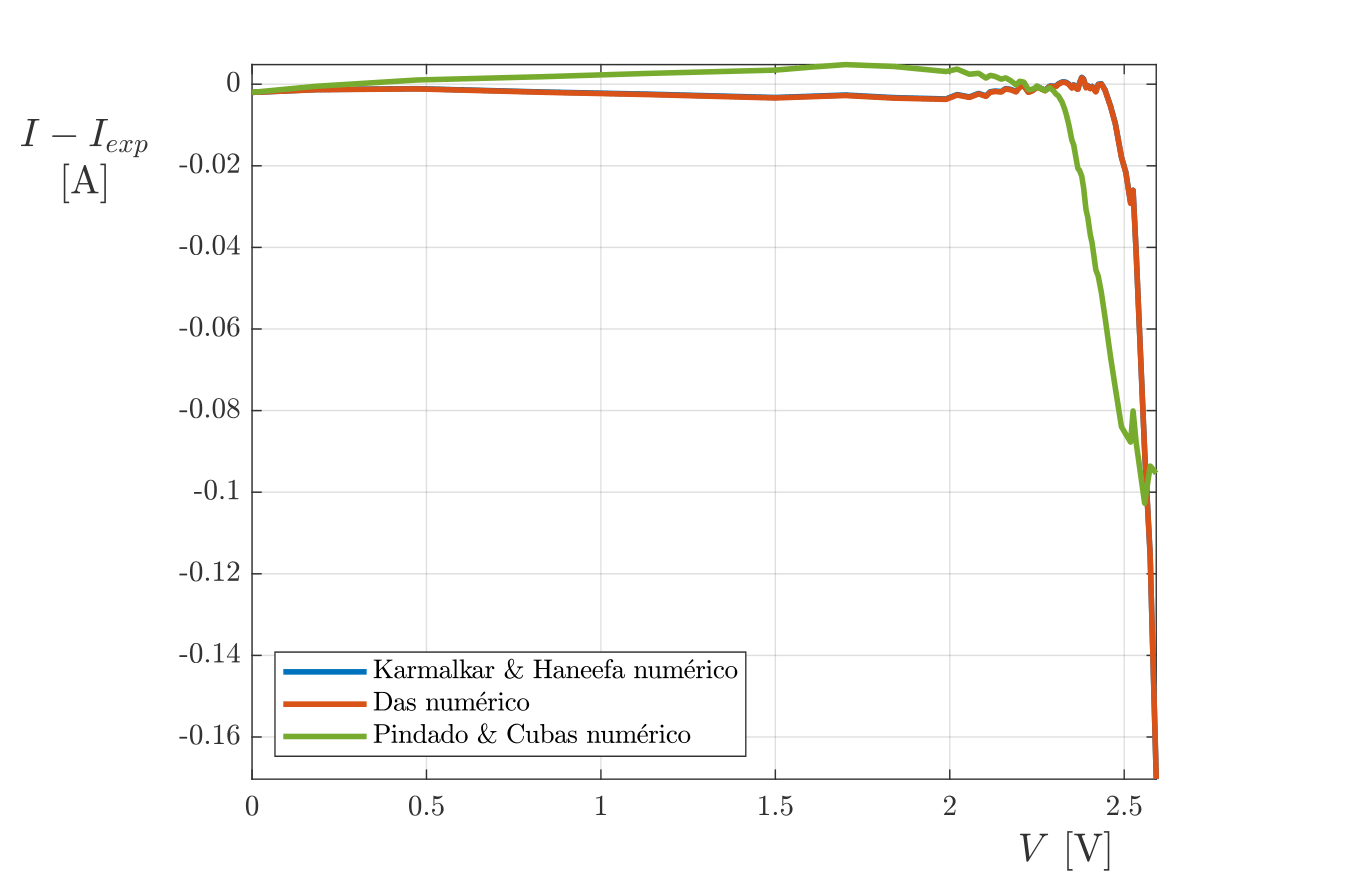 I − I_exp
[A]
0
-0.02
-0.04
-0.06
-0.08
-0.1
-0.12
-0.14
-0.16
Karmalkar & Haneefa numérico
Das numérico
Pindado & Cubas numérico
0 0.5 1 1.5 2 2.5
V [V]